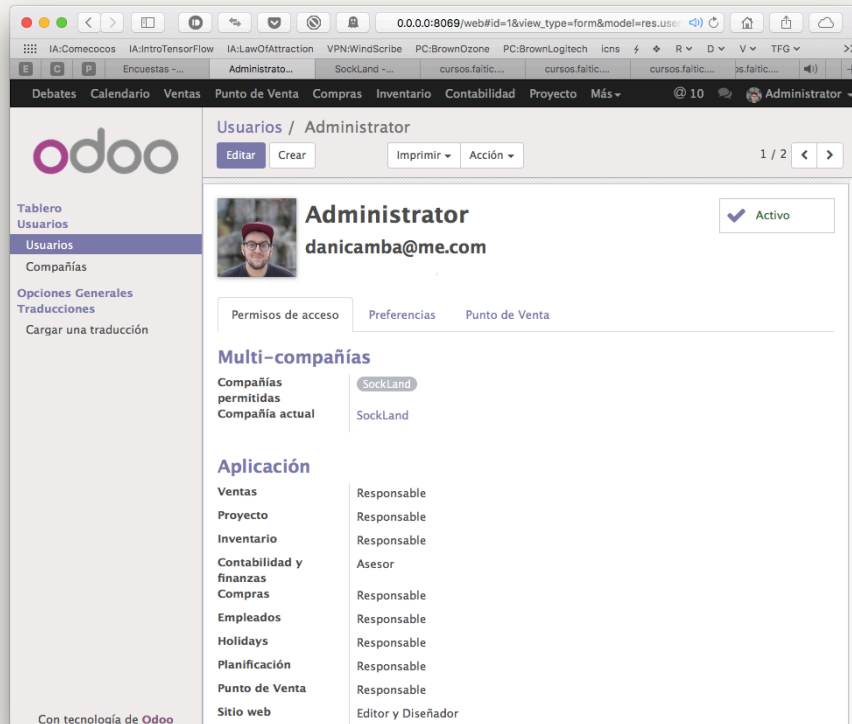 0.0.0.0:8069/web#id=1&view_type=form&model=res.user
IA:Comecocos IA:IntroTensorFlow IA:LawOfAttraction VPN:WindScribe PC:BrownOzone PC:BrownLogitech icns R D V TFG
E C P Encuestas -... Administrato... SockLand -... cursos.faltic.... cursos.faltic.... cursos.faltic.... os.faltic....
Debates Calendario Ventas Punto de Venta Compras Inventario Contabilidad Proyecto Más @ 10 Administrator
odoo
Usuarios / Administrator
Editar Crear Imprimir Acción 1 / 2
Tablero
Usuarios
Usuarios
Compañías
Opciones Generales
Traducciones
Cargar una traducción
Con tecnología de Odoo
Administrator
danicamba@me.com
Activo
Permisos de acceso Preferencias Punto de Venta
Multi-compañías
Compañías permitidas SockLand
Compañía actual SockLand
Aplicación
Ventas Responsable
Proyecto Responsable
Inventario Responsable
Contabilidad y finanzas Asesor
Compras Responsable
Empleados Responsable
Holidays Responsable
Planificación Responsable
Punto de Venta Responsable
Sitio web Editor y Diseñador